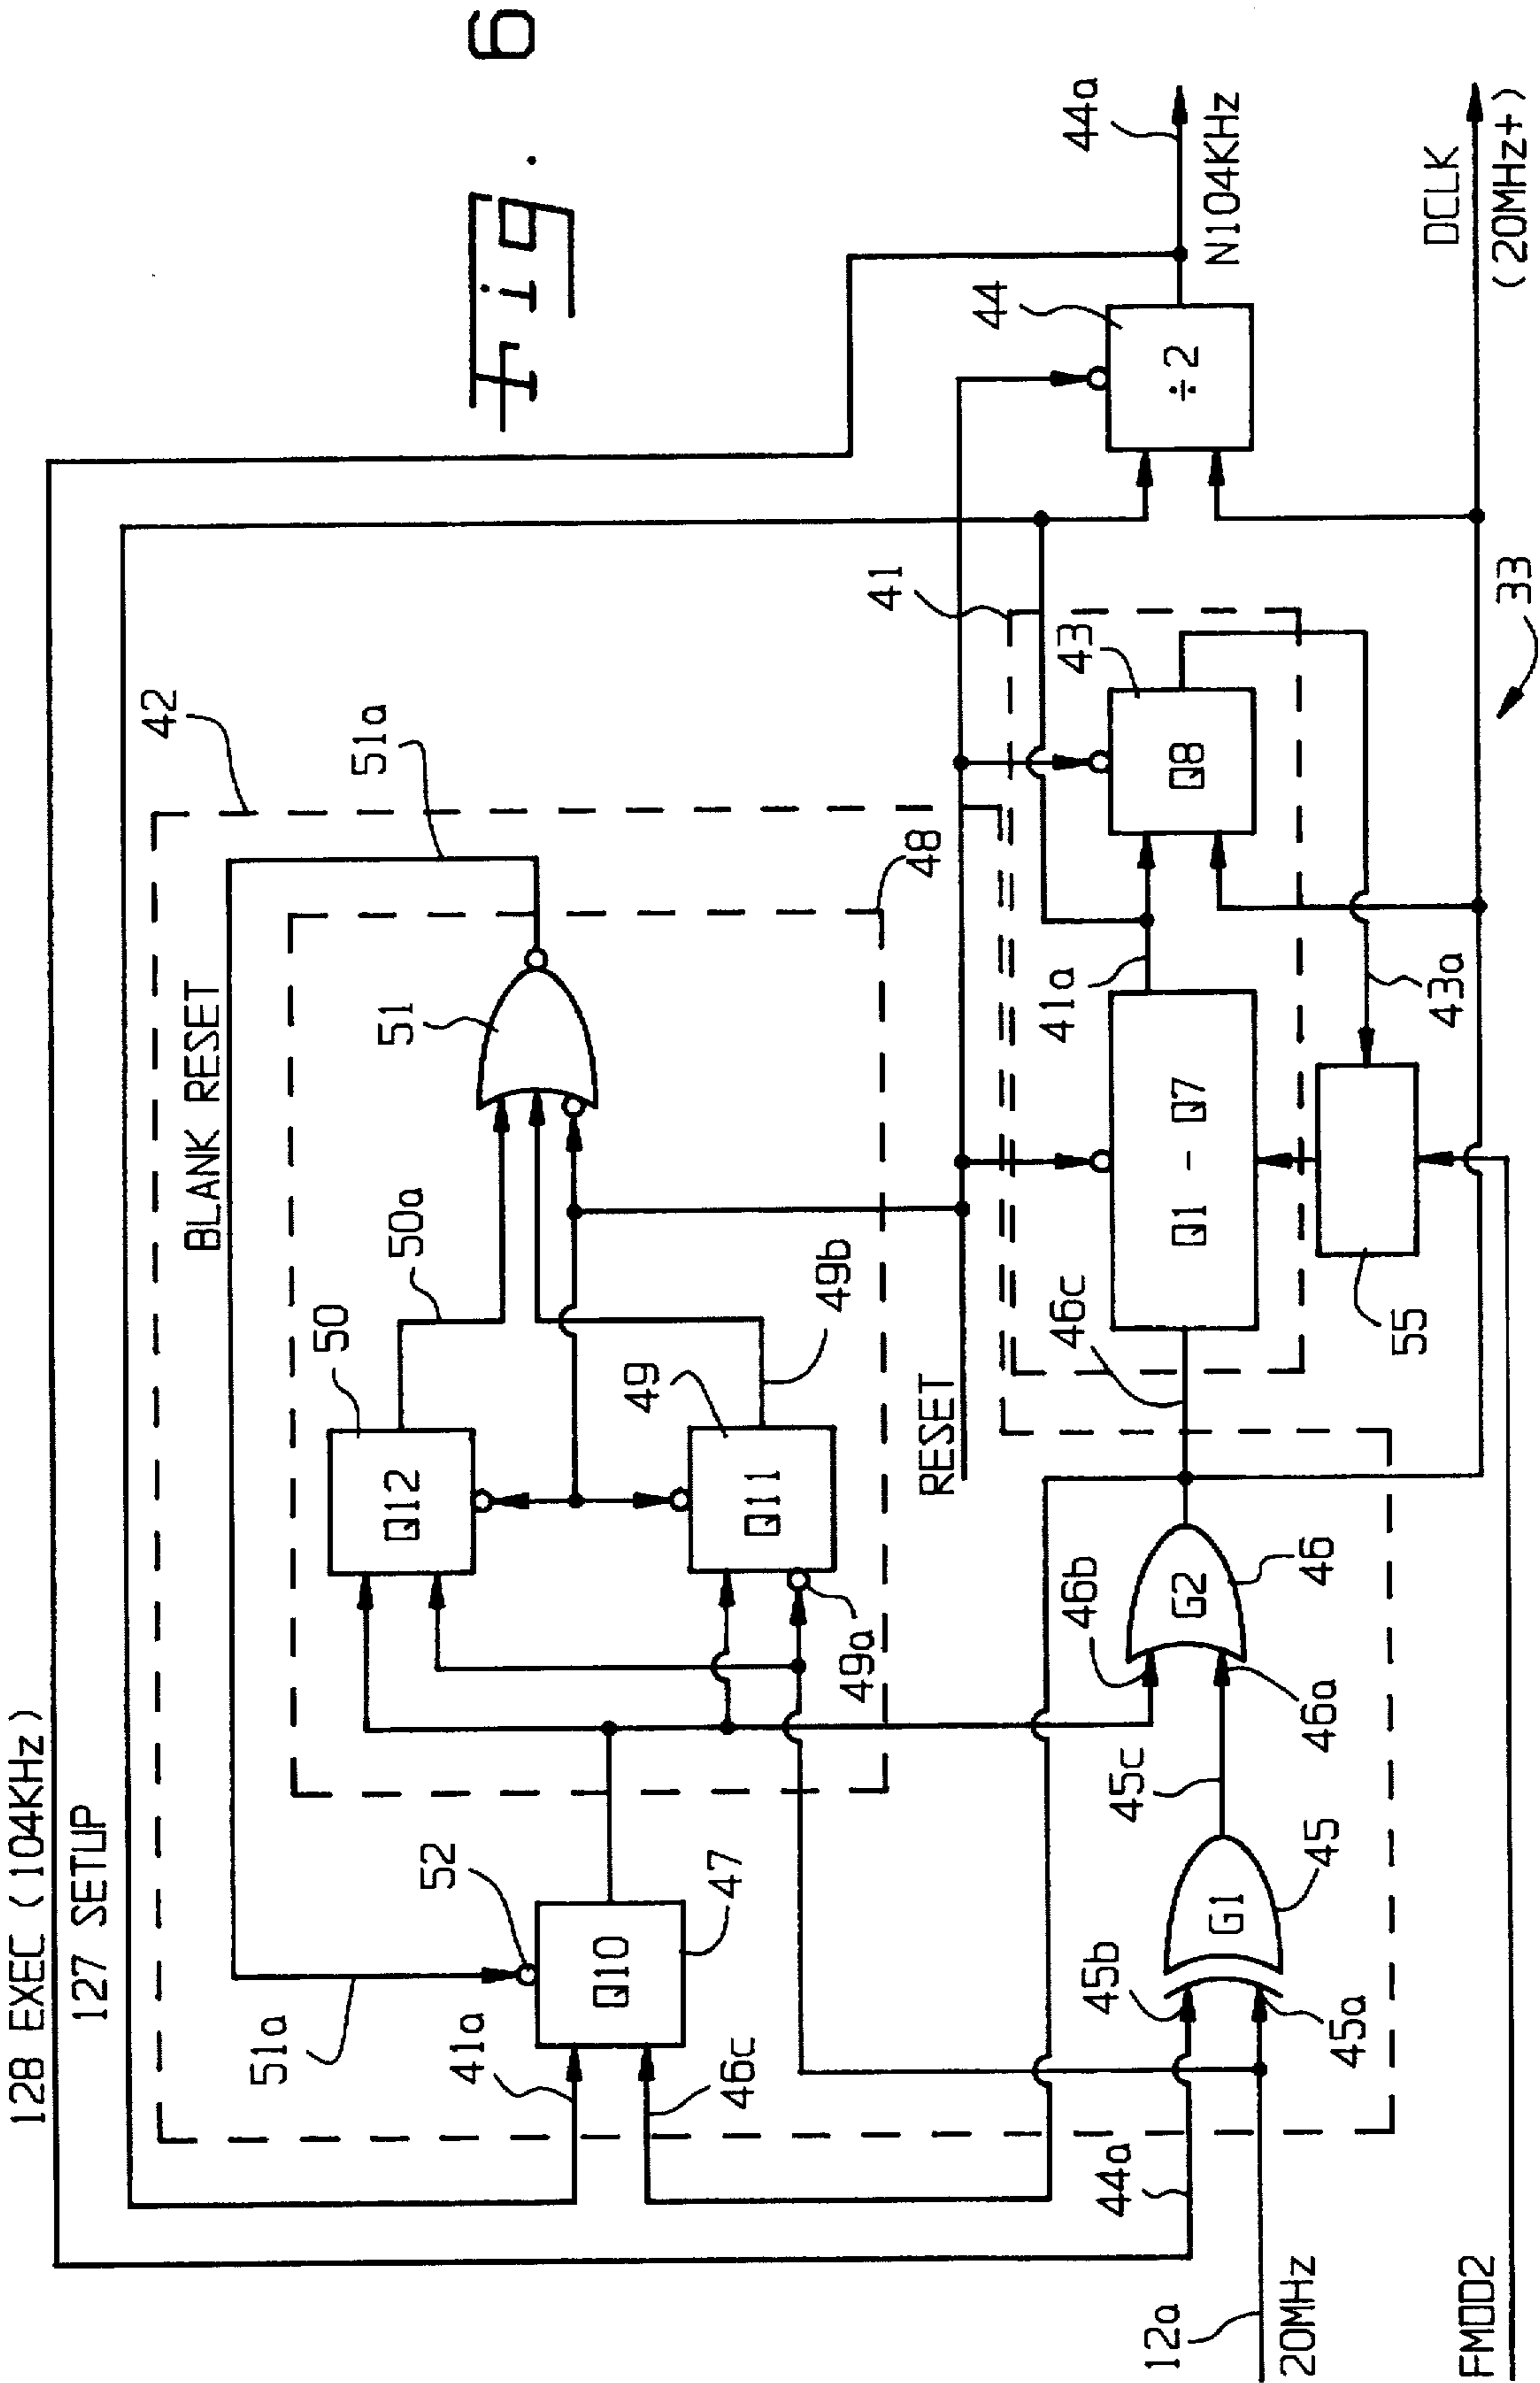 128 EXEC (104KHz)
127 SETUP
BLANK RESET
42
51a
51a
52
41a
46c
Q10
47
50
50a
Q12
49
Q11
49a
49b
51
48
RESET
Fig. 6
44a
12a
20MHz
45b
45a
G1
45
45c
46b
46a
G2
46
46c
Q1 - Q7
41a
41
43
Q8
43a
55
44
÷2
44a
N104KHz
DCLK
(20MHz+)
33
FMOD2